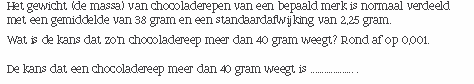 Het gewicht (de massa) van chocoladerepen van een bepaald merk is normaal verdeeld
met een gemiddelde van 38 gram en een standaardafwijking van 2,25 gram.
Wat is de kans dat zo'n chocoladereep meer dan 40 gram weegt? Rond af op 0,001.
De kans dat een chocoladereep meer dan 40 gram weegt is ................... .